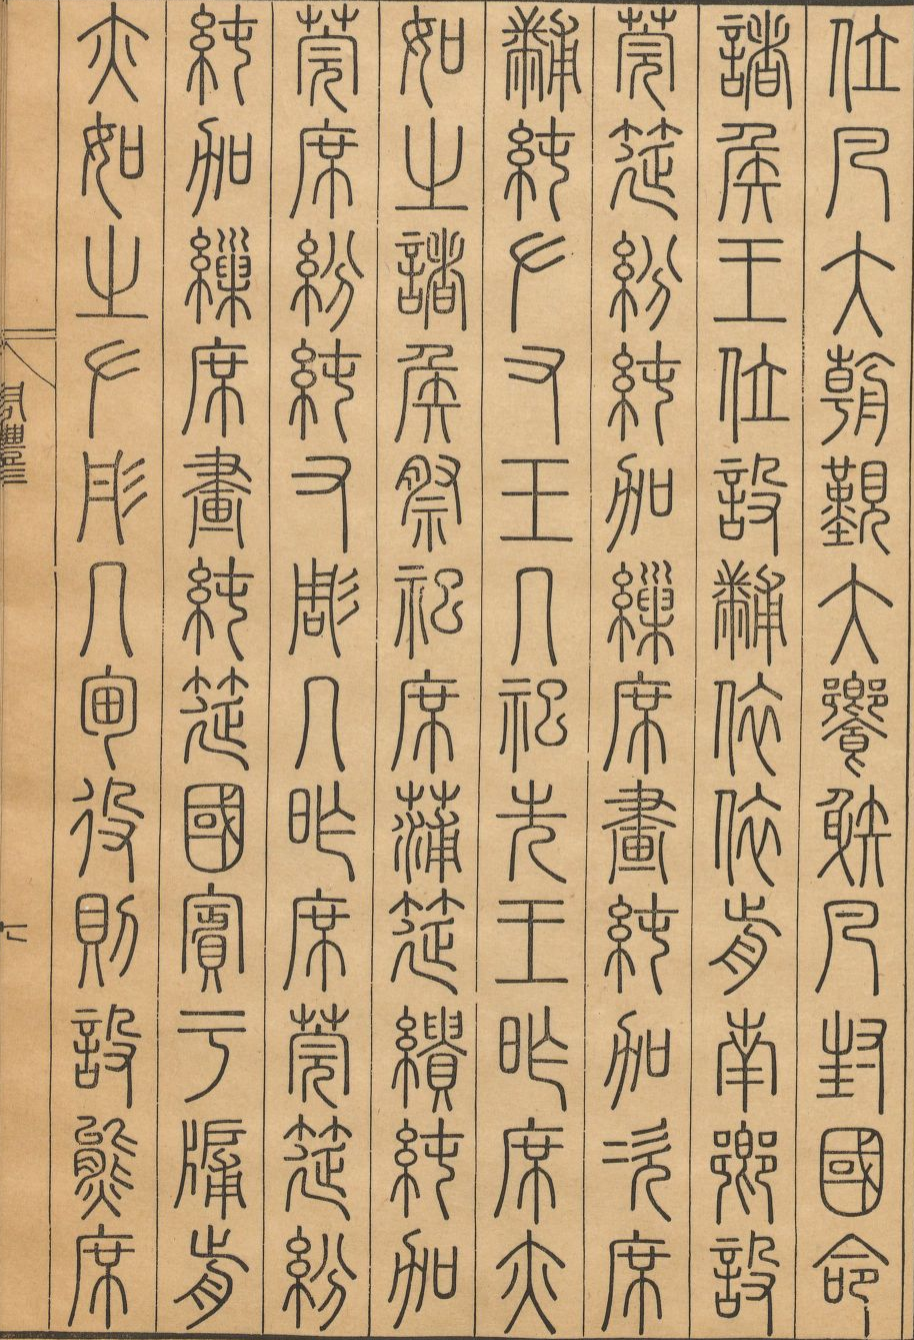 位凡大朝覲大饗射凡封國命
諸侯王位設黼依依前南鄉設
莞筵紛純加繅席畫純加次席
黼純左右玉几祀先王昨席亦
如之諸侯祭祀席蒲筵繢純加
莞席紛純右彫几昨席莞筵紛
純加繅席畫純筵國賓于牖前
亦如之左彤几甸役則設熊席